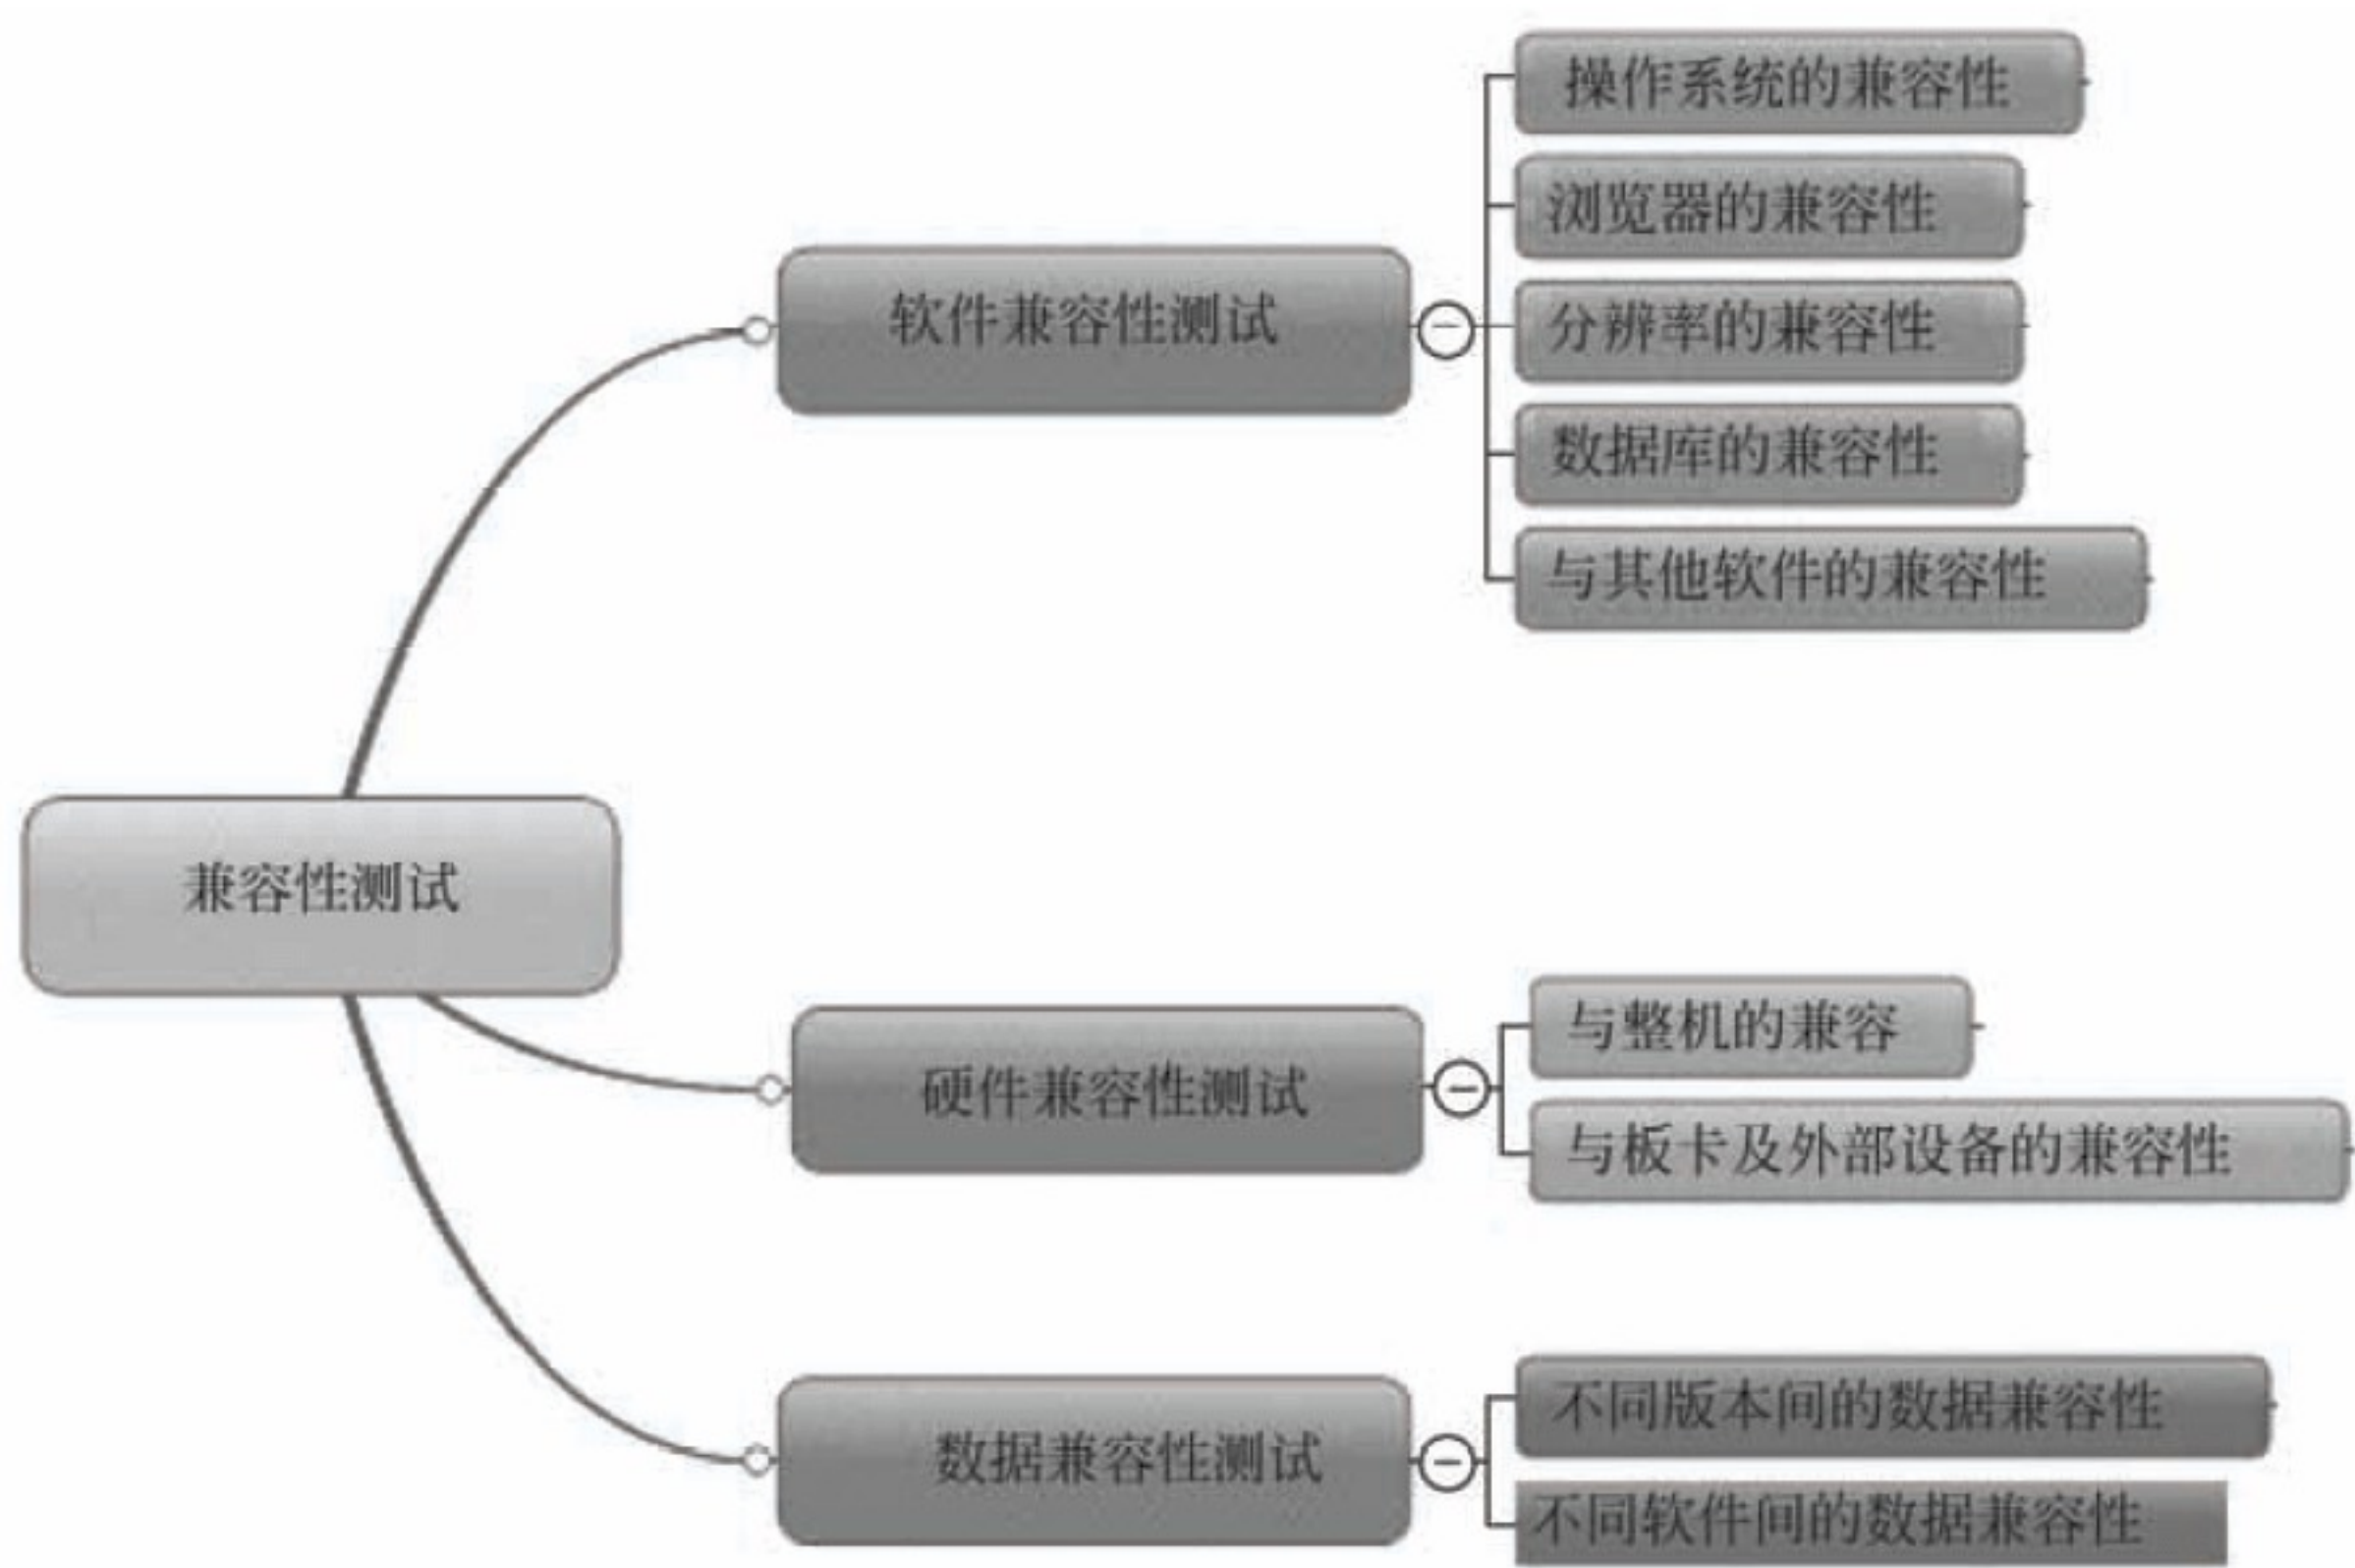 操作系统的兼容性
浏览器的兼容性
软件兼容性测试
分辨率的兼容性
数据库的兼容性
与其他软件的兼容性
兼容性测试
与整机的兼容
硬件兼容性测试
与板卡及外部设备的兼容性
不同版本间的数据兼容性
数据兼容性测试
不同软件间的数据兼容性